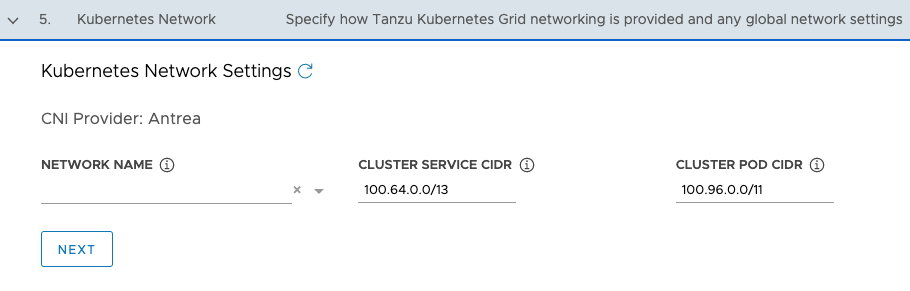 5. Kubernetes Network Specify how Tanzu Kubernetes Grid networking is provided and any global network settings
Kubernetes Network Settings
CNI Provider: Antrea
NETWORK NAME CLUSTER SERVICE CIDR CLUSTER POD CIDR
100.64.0.0/13 100.96.0.0/11
NEXT